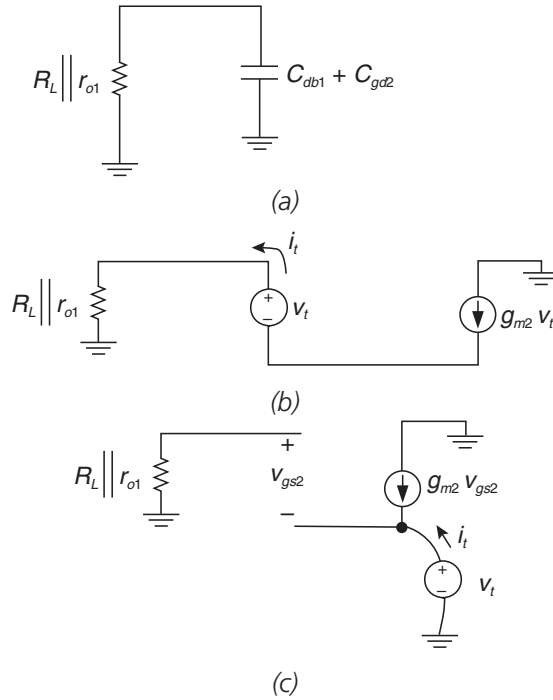 R_L || r_o1
C_db1 + C_gd2
(a)
i_t
R_L || r_o1
+
−
v_t
g_m2 v_t
(b)
R_L || r_o1
+
v_gs2
−
g_m2 v_gs2
i_t
+
−
v_t
(c)